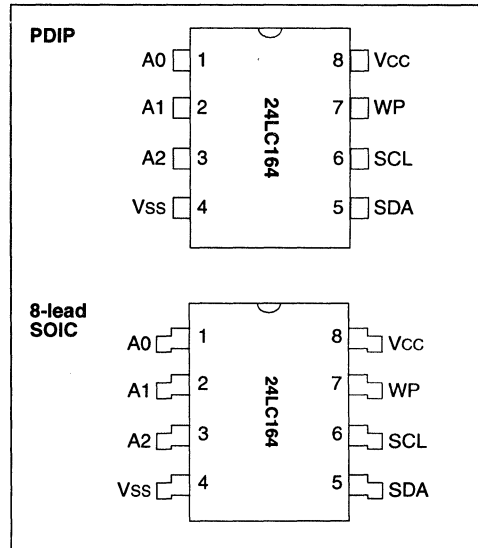 PDIP
A0 1 8 VCC
A1 2 7 WP
A2 3 6 SCL
VSS 4 5 SDA
24LC164
8-lead
SOIC
A0 1 8 VCC
A1 2 7 WP
A2 3 6 SCL
VSS 4 5 SDA
24LC164